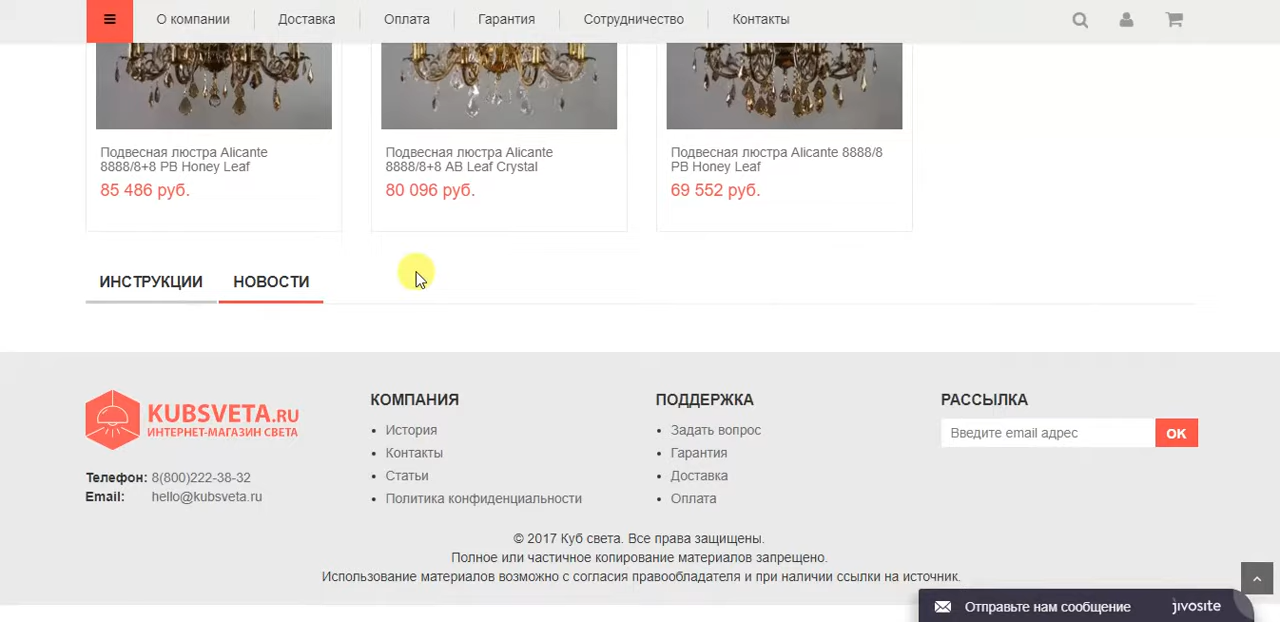 О компании
Доставка
Оплата
Гарантия
Сотрудничество
Контакты
Подвесная люстра Alicante
8888/8+8 PB Honey Leaf
85 486 руб.
Подвесная люстра Alicante
8888/8+8 AB Leaf Crystal
80 096 руб.
Подвесная люстра Alicante 8888/8
PB Honey Leaf
69 552 руб.
ИНСТРУКЦИИ
НОВОСТИ
KUBSVETA.RU
ИНТЕРНЕТ-МАГАЗИН СВЕТА
Телефон: 8(800)222-38-32
Email: hello@kubsveta.ru
КОМПАНИЯ
История
Контакты
Статьи
Политика конфиденциальности
ПОДДЕРЖКА
Задать вопрос
Гарантия
Доставка
Оплата
РАССЫЛКА
Введите email адрес
OK
© 2017 Куб света. Все права защищены.
Полное или частичное копирование материалов запрещено.
Использование материалов возможно с согласия правообладателя и при наличии ссылки на источник.
Отправьте нам сообщение
jivosite